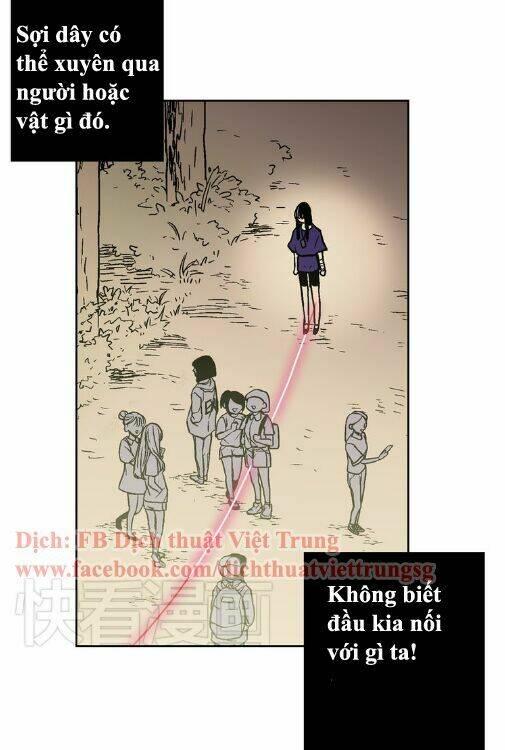 Sợi dây có
thể xuyên qua
người hoặc
vật gì đó.
Dịch: FB Dịch thuật Việt Trung
www.facebook.com/dichthuatviettrungsg
快看漫画
Không biết
đầu kia nối
với gì ta!